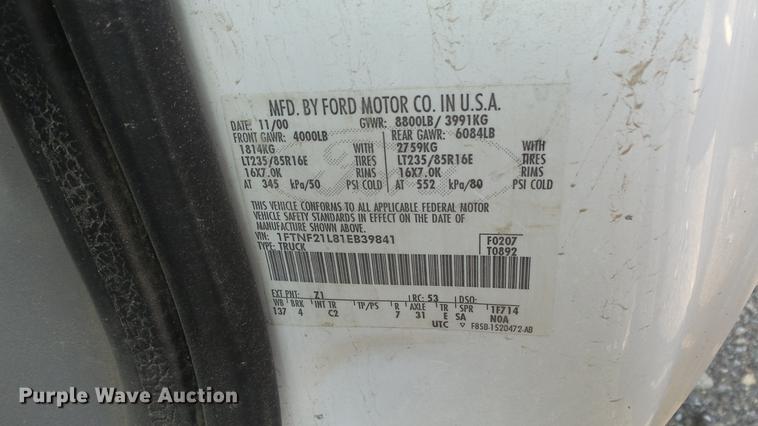 MFD. BY FORD MOTOR CO. IN U.S.A.
DATE: 11/00 GVWR: 8800LB/ 3991KG
FRONT GAWR: 4000LB REAR GAWR: 6084LB
1814KG WITH 2759KG WITH
LT235/85R16E TIRES LT235/85R16E TIRES
16X7.0K RIMS 16X7.0K RIMS
AT 345 kPa/50 PSI COLD AT 552 kPa/80 PSI COLD
THIS VEHICLE CONFORMS TO ALL APPLICABLE FEDERAL MOTOR
VEHICLE SAFETY STANDARDS IN EFFECT ON THE DATE OF
MANUFACTURE SHOWN ABOVE.
VIN: 1FTNF21L81EB39841 F0207
TYPE: TRUCK T0892
EXT PNT: Z1 RC: 53 DSO:
WB BRK INT TR TP/PS R AXLE TR SPR 1F714
137 4 C2 7 31 E SA N0A
UTC F85B-1520472-AB
Purple Wave Auction